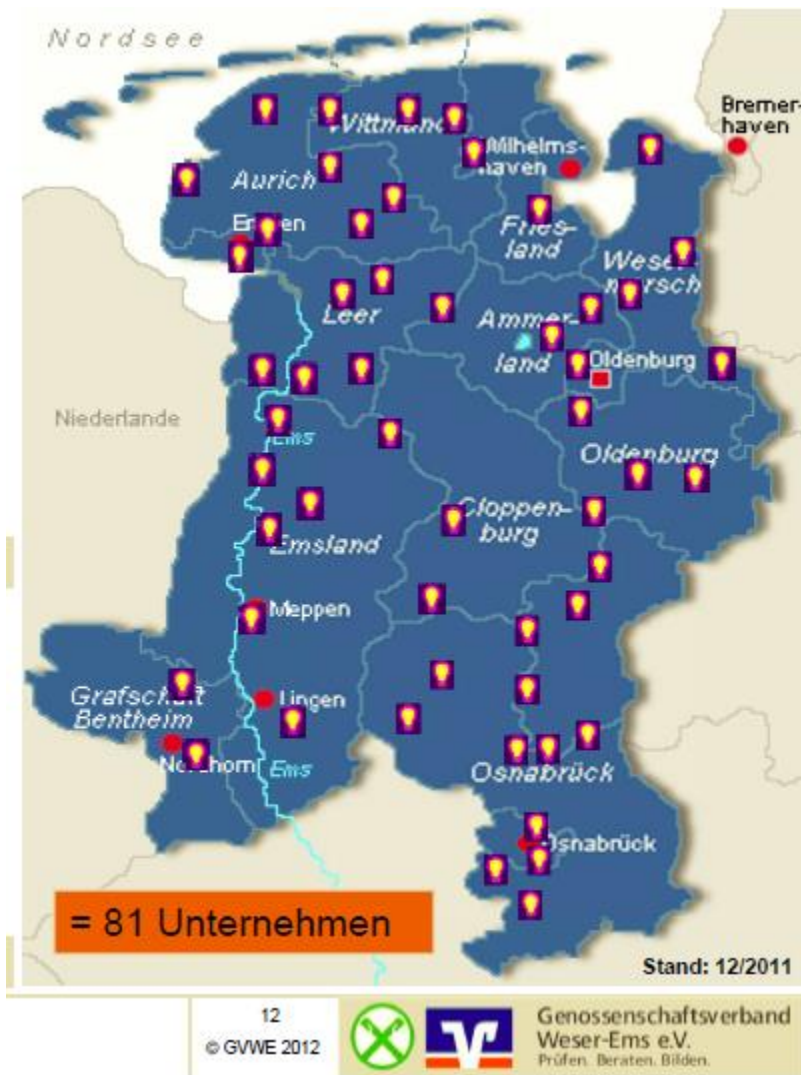 Nordsee
Bremer-
haven
Wittmund
Wilhelms-
haven
Aurich
Fries-
land
Emden
Weser-
marsch
Leer
Ammer-
land
Oldenburg
Niederlande
Ems
Oldenburg
Cloppen-
burg
Emsland
Meppen
Grafschaft
Bentheim
Lingen
Nordhorn
Ems
Osnabrück
Osnabrück
= 81 Unternehmen
Stand: 12/2011
12
© GVWE 2012
Genossenschaftsverband
Weser-Ems e.V.
Prüfen. Beraten. Bilden.